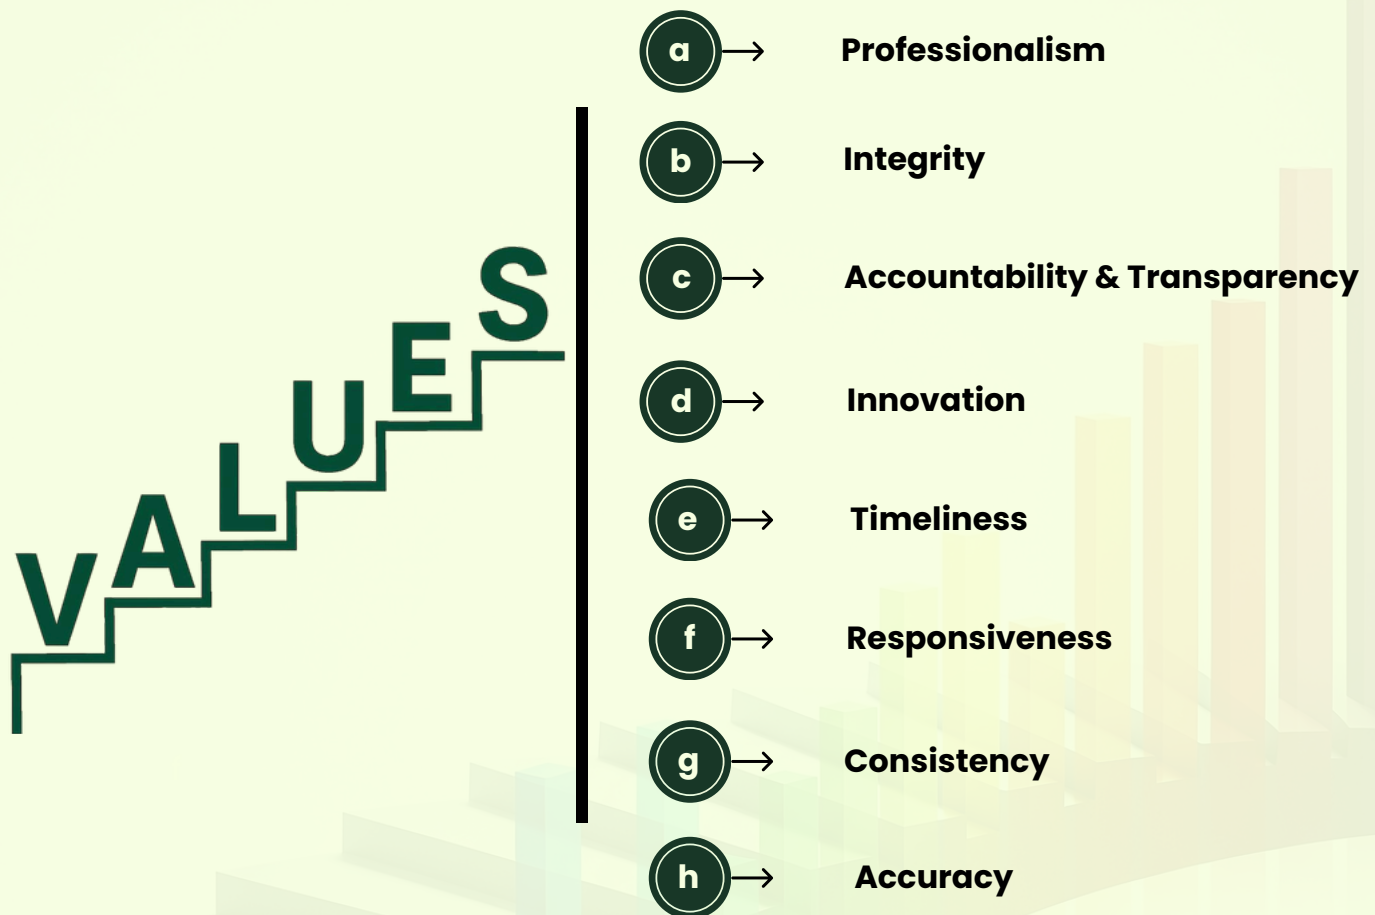 VALUES
a Professionalism
b Integrity
c Accountability & Transparency
d Innovation
e Timeliness
f Responsiveness
g Consistency
h Accuracy